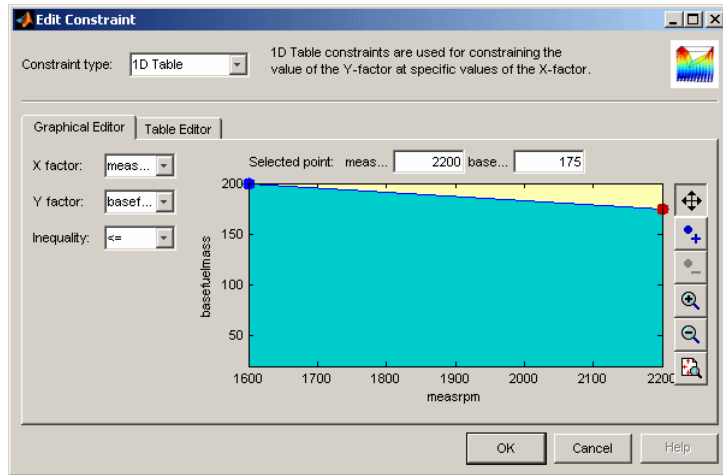 Edit Constraint
Constraint type: 1D Table
1D Table constraints are used for constraining the
value of the Y-factor at specific values of the X-factor.
Graphical Editor Table Editor
X factor: meas...
Y factor: basef...
Inequality: <=
Selected point: meas... 2200 base... 175
200
150
100
50
basefuelmass
1600 1700 1800 1900 2000 2100 2200
measrpm
OK Cancel Help